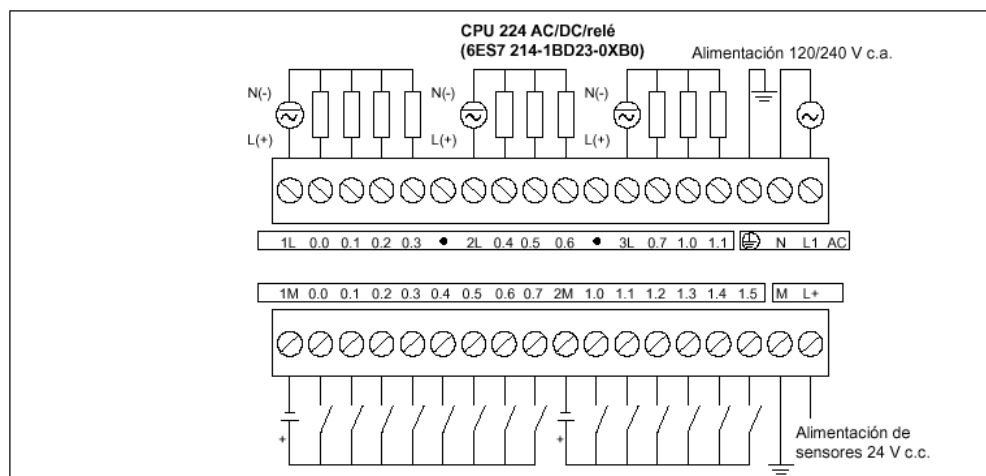 CPU 224 AC/DC/relé
(6ES7 214-1BD23-0XB0)
Alimentación 120/240 V c.a.
N(-) N(-) N(-)
L(+) L(+) L(+)
1L 0.0 0.1 0.2 0.3 • 2L 0.4 0.5 0.6 • 3L 0.7 1.0 1.1 N L1 AC
1M 0.0 0.1 0.2 0.3 0.4 0.5 0.6 0.7 2M 1.0 1.1 1.2 1.3 1.4 1.5 M L+
+ +
Alimentación de
sensores 24 V c.c.